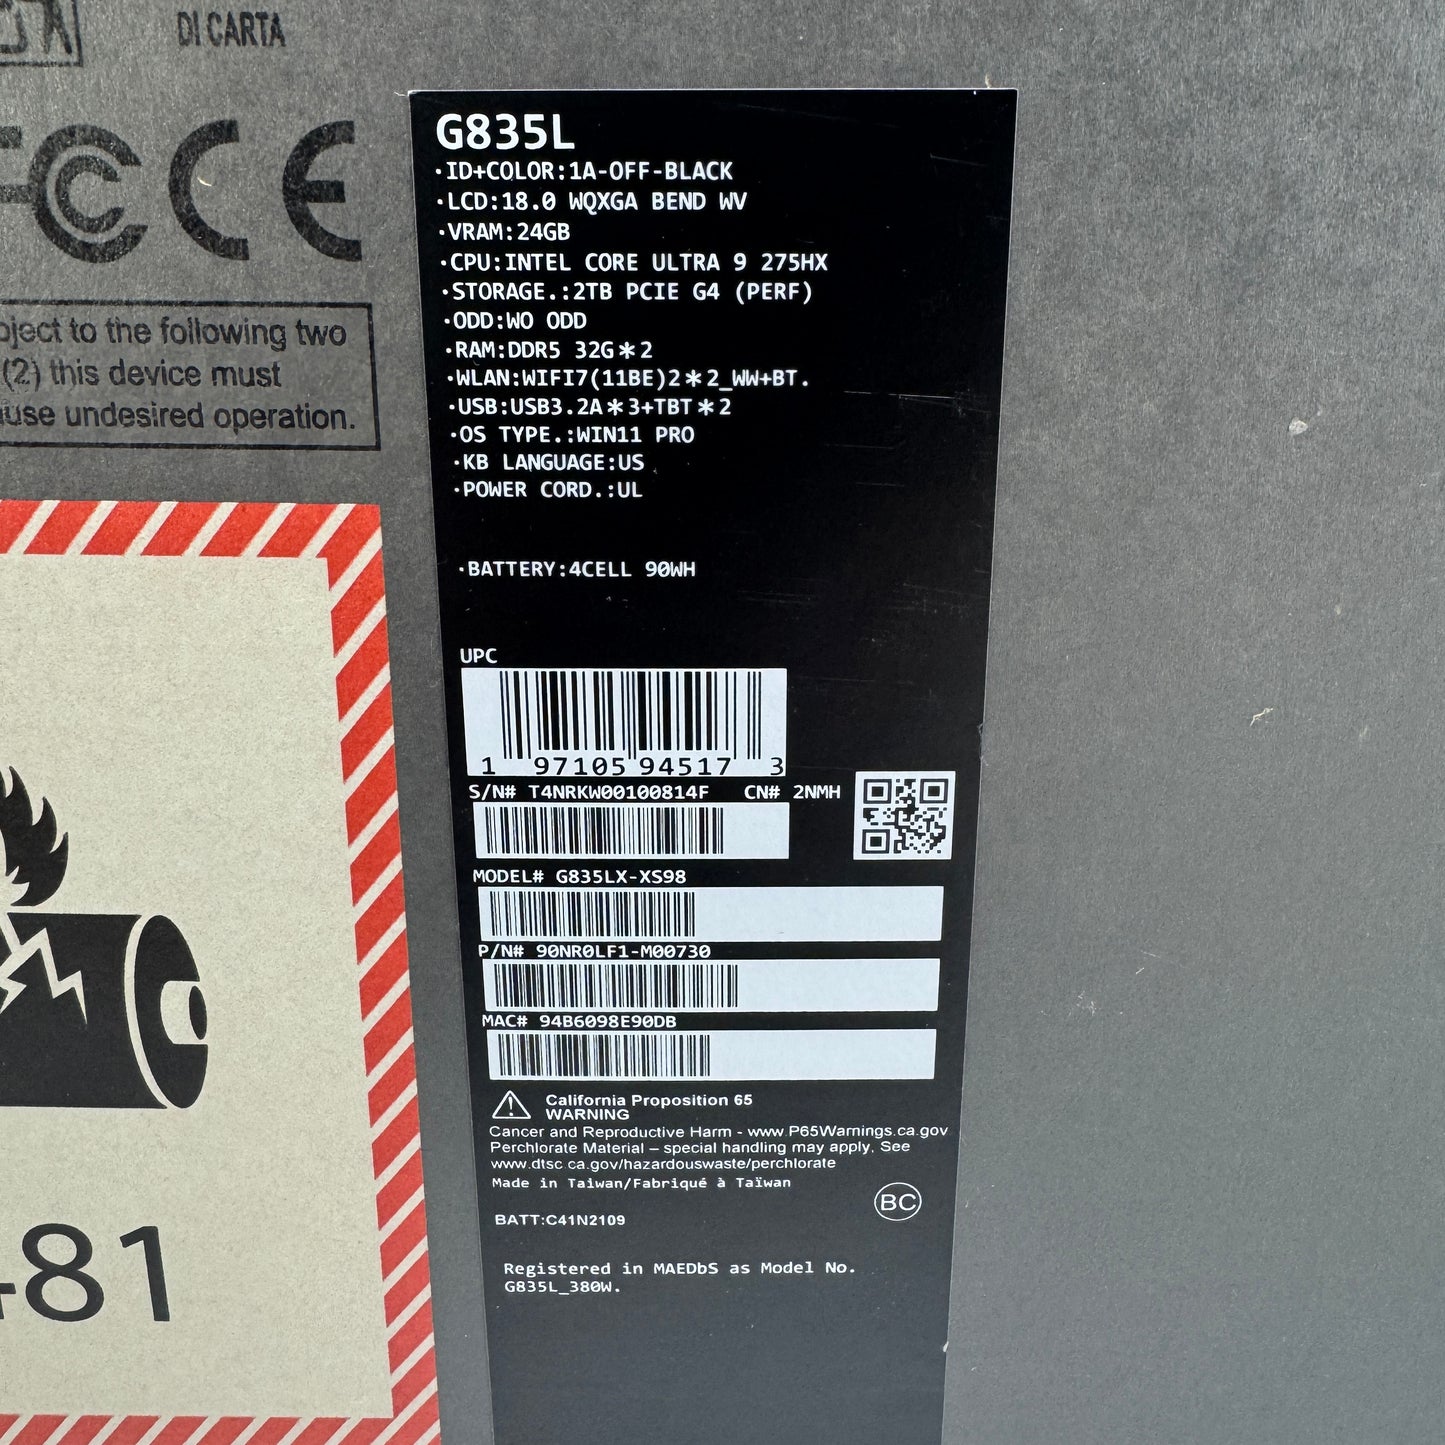 DI CARTA
FC CE
bject to the following two
(2) this device must
ause undesired operation.
481
G835L
·ID+COLOR:1A-OFF-BLACK
·LCD:18.0 WQXGA BEND WV
·VRAM:24GB
·CPU:INTEL CORE ULTRA 9 275HX
·STORAGE.:2TB PCIE G4 (PERF)
·ODD:WO ODD
·RAM:DDR5 32G*2
·WLAN:WIFI7(11BE)2*2_WW+BT.
·USB:USB3.2A*3+TBT*2
·OS TYPE.:WIN11 PRO
·KB LANGUAGE:US
·POWER CORD.:UL
·BATTERY:4CELL 90WH
UPC
1 97105 94517 3
S/N# T4NRKW00100814F CN# 2NMH
MODEL# G835LX-XS98
P/N# 90NR0LF1-M00730
MAC# 94B6098E90DB
California Proposition 65
WARNING
Cancer and Reproductive Harm - www.P65Warnings.ca.gov
Perchlorate Material – special handling may apply, See
www.dtsc.ca.gov/hazardouswaste/perchlorate
Made in Taiwan/Fabriqué à Taïwan
BC
BATT:C41N2109
Registered in MAEDbS as Model No.
G835L_380W.